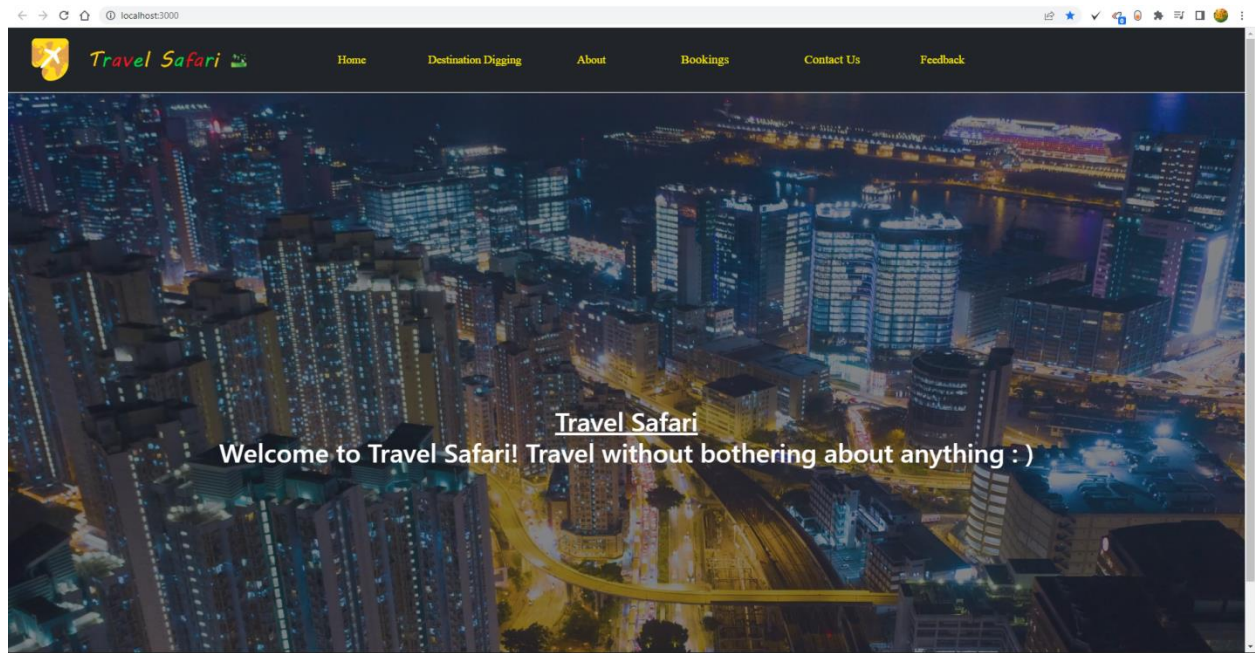 localhost:3000
Travel Safari
Home Destination Digging About Bookings Contact Us Feedback
Travel Safari
Welcome to Travel Safari! Travel without bothering about anything : )